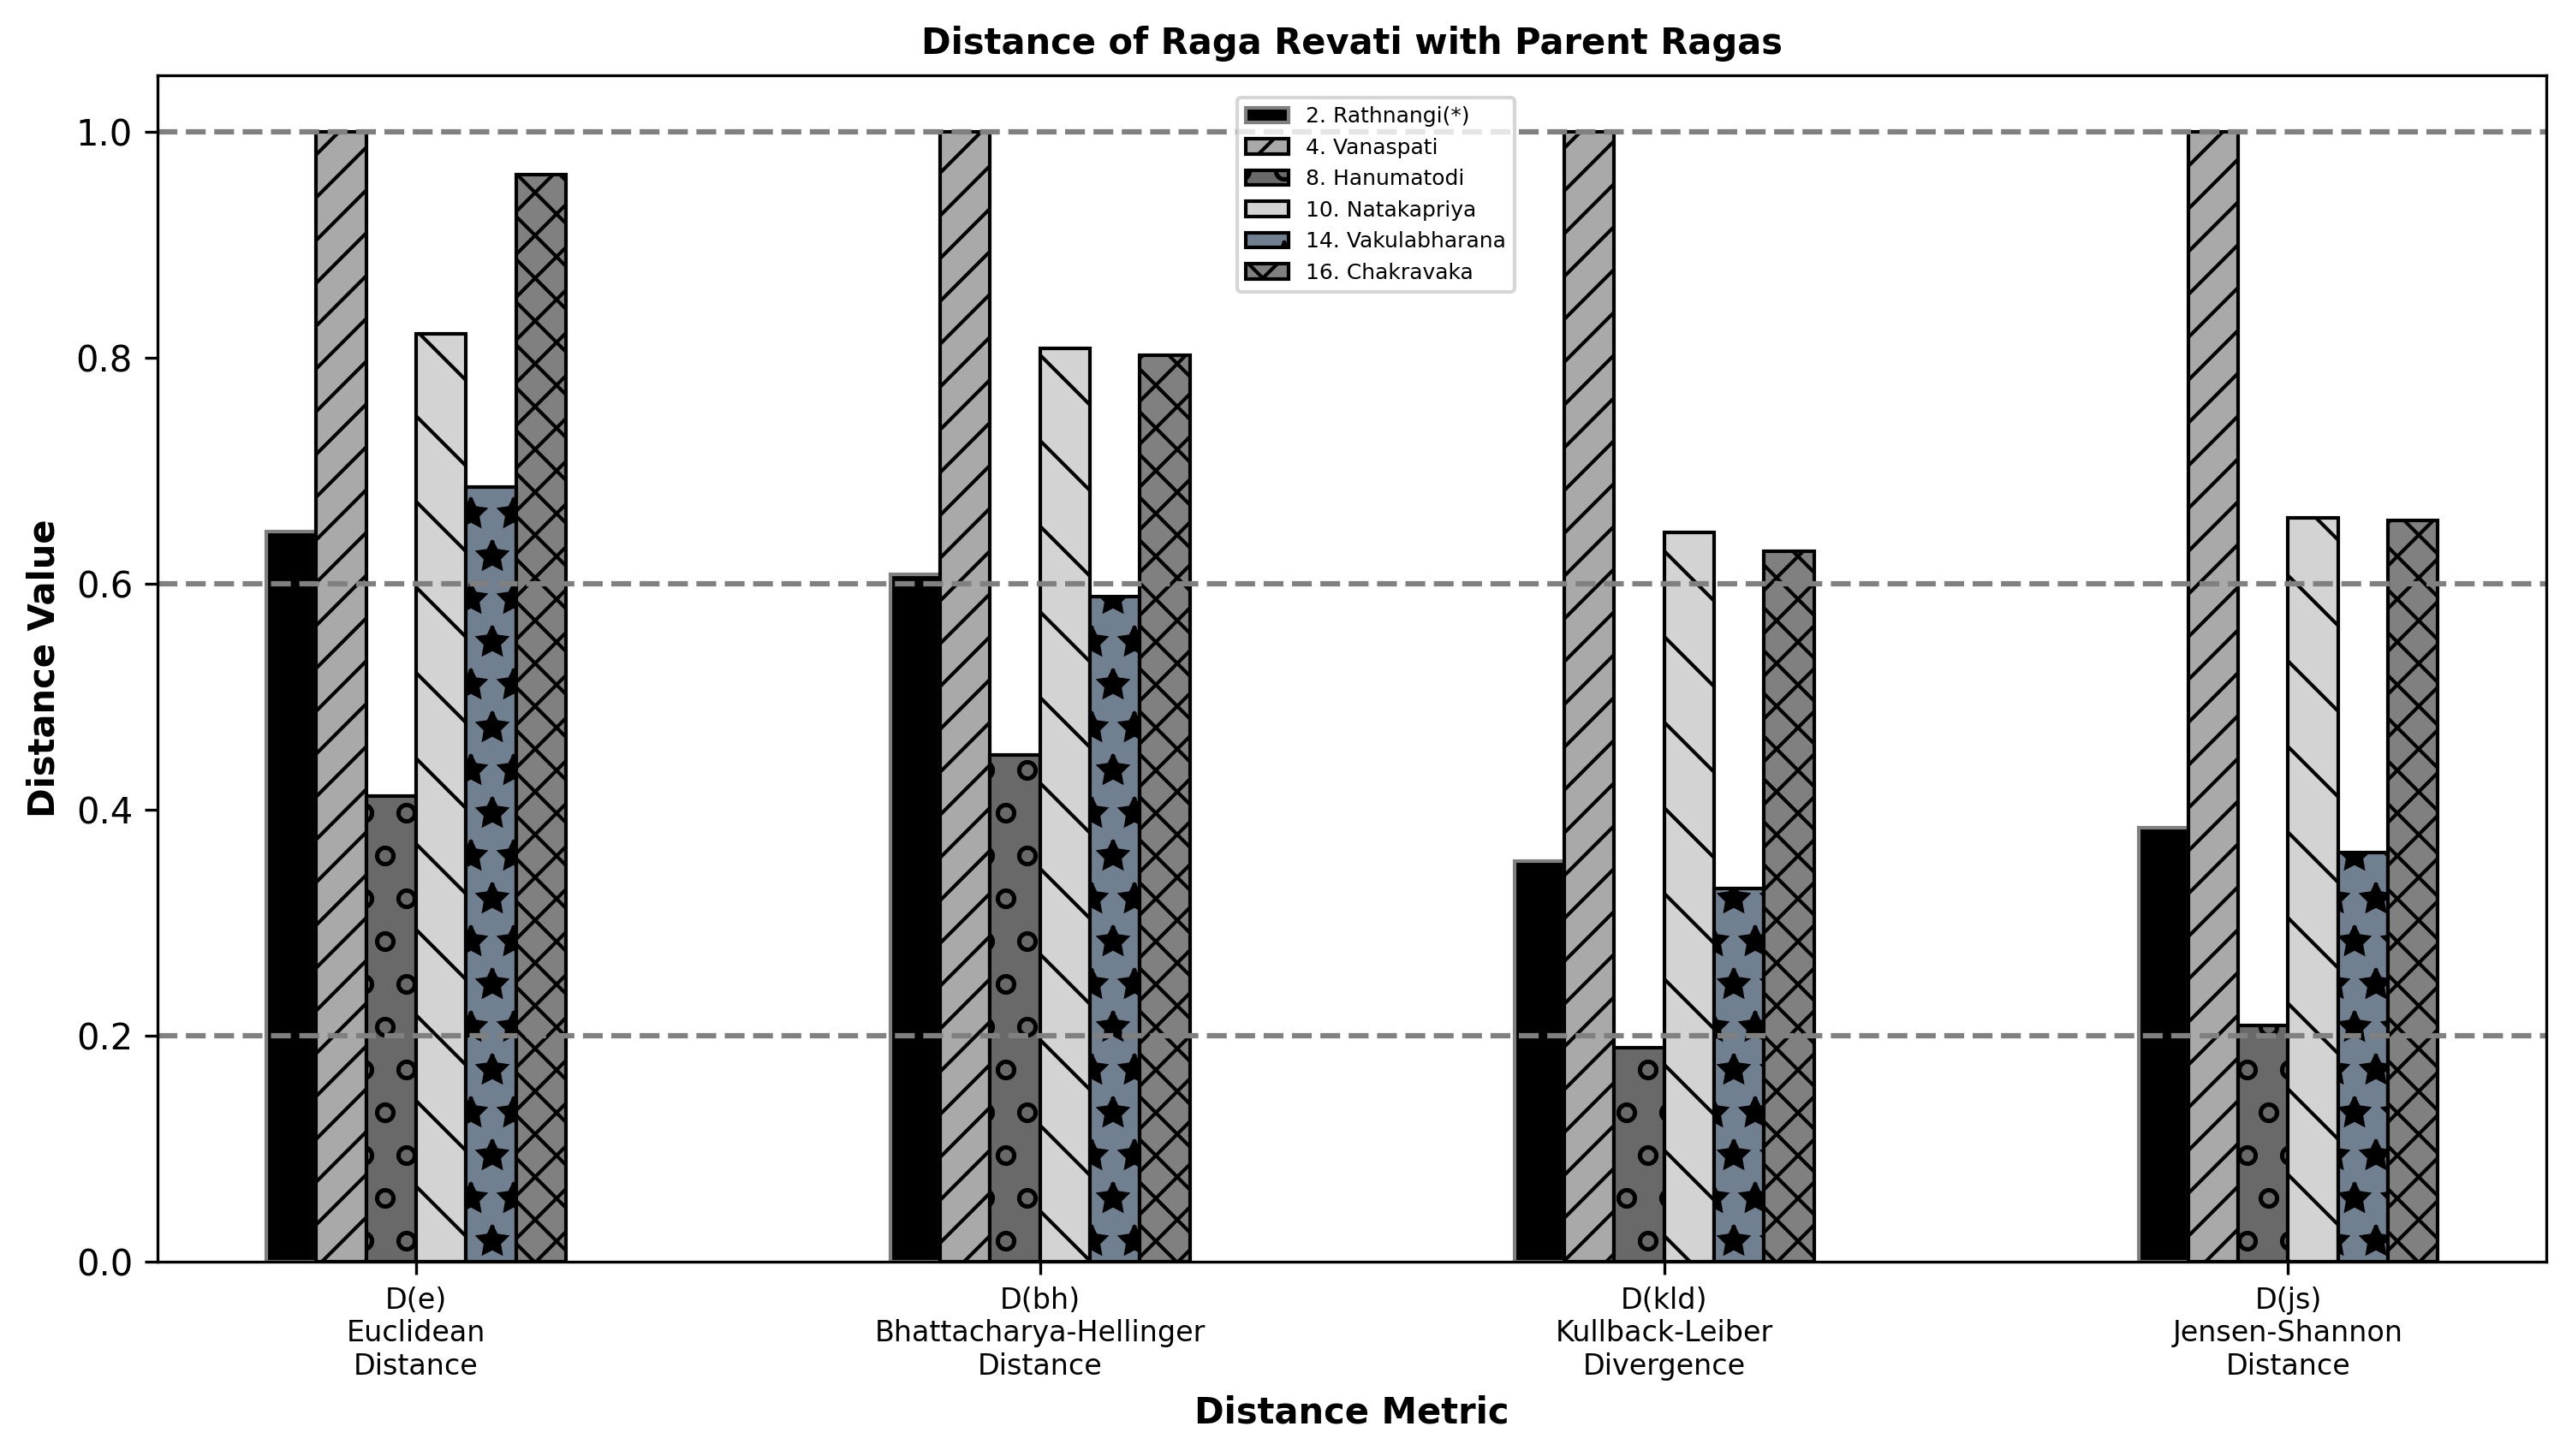 Distance of Raga Revati with Parent Ragas
2. Rathnangi(*)
4. Vanaspati
8. Hanumatodi
10. Natakapriya
14. Vakulabharana
16. Chakravaka
Distance Value
1.0
0.8
0.6
0.4
0.2
0.0
D(e)
Euclidean
Distance
D(bh)
Bhattacharya-Hellinger
Distance
D(kld)
Kullback-Leiber
Divergence
D(js)
Jensen-Shannon
Distance
Distance Metric